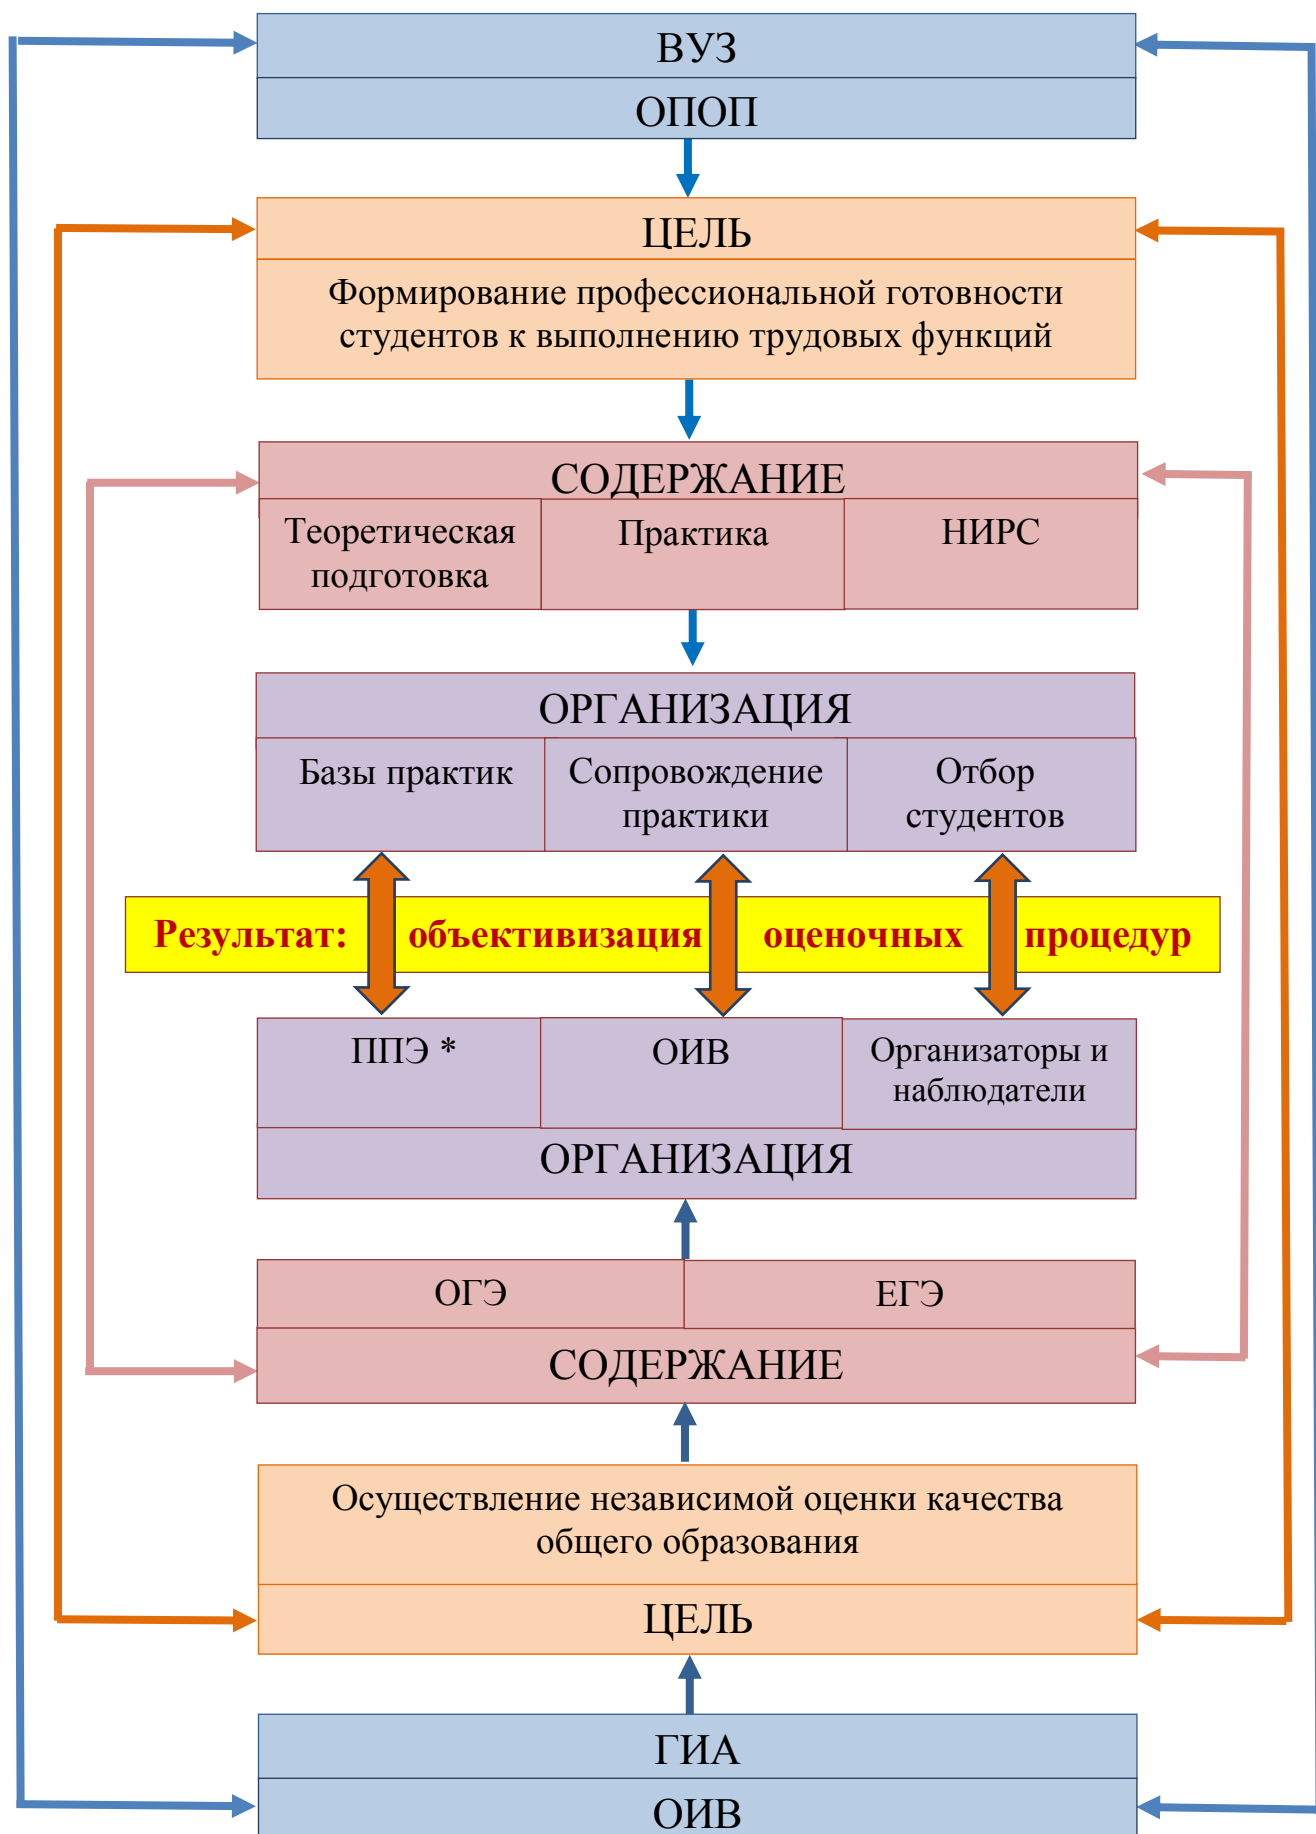 ВУЗ
ОПОП
ЦЕЛЬ
Формирование профессиональной готовности
студентов к выполнению трудовых функций
СОДЕРЖАНИЕ
Теоретическая
подготовка
Практика
НИРС
ОРГАНИЗАЦИЯ
Базы практик
Сопровождение
практики
Отбор
студентов
Результат: объективизация оценочных процедур
ППЭ *
ОИВ
Организаторы и
наблюдатели
ОРГАНИЗАЦИЯ
ОГЭ
ЕГЭ
СОДЕРЖАНИЕ
Осуществление независимой оценки качества
общего образования
ЦЕЛЬ
ГИА
ОИВ